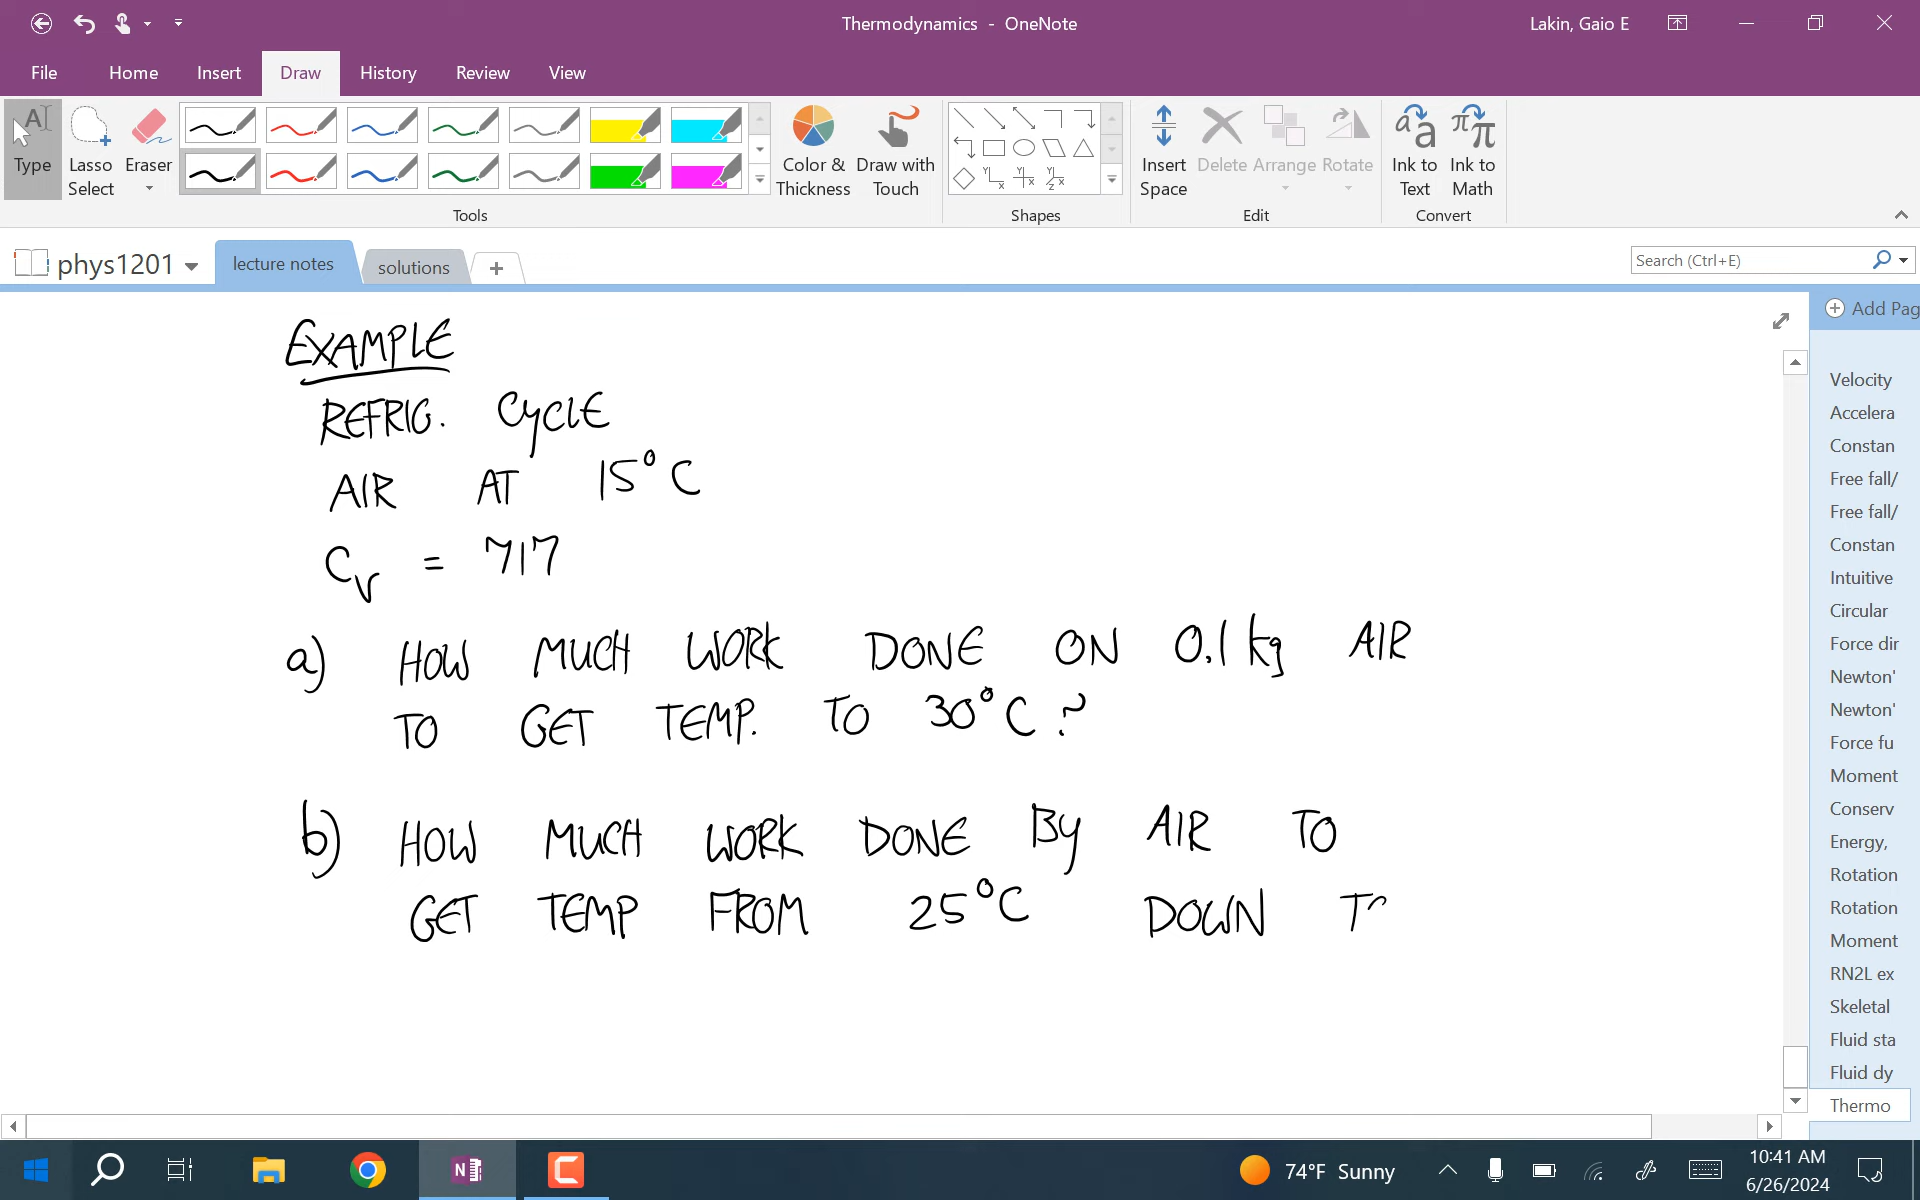 Thermodynamics - OneNote
Lakin, Gaio E
File Home Insert Draw History Review View
Type
Lasso Select
Eraser
Color & Thickness
Draw with Touch
Insert Space
Delete
Arrange
Rotate
Ink to Text
Ink to Math
Tools
Shapes
Edit
Convert
phys1201
lecture notes
solutions
Search (Ctrl+E)
EXAMPLE
REFRIG. CYCLE
AIR AT 15°C
Cv = 717
a) HOW MUCH WORK DONE ON 0.1 kg AIR
TO GET TEMP. TO 30°C ?
b) HOW MUCH WORK DONE BY AIR TO
GET TEMP FROM 25°C DOWN
Add Pag
Velocity
Accelera
Constan
Free fall/
Free fall/
Constan
Intuitive
Circular
Force dir
Newton'
Newton'
Force fu
Moment
Conserv
Energy,
Rotation
Rotation
Moment
RN2L ex
Skeletal
Fluid sta
Fluid dy
Thermo
74°F Sunny
10:41 AM
6/26/2024